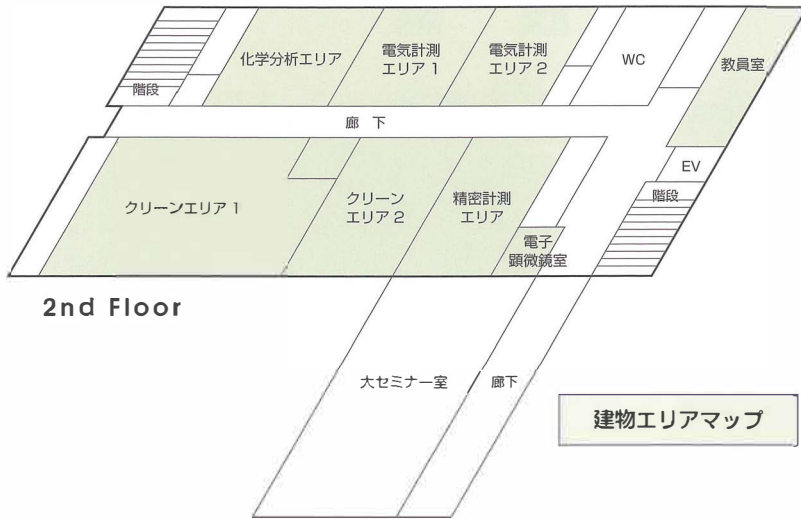 化学分析エリア
電気計測
エリア 1
電気計測
エリア 2
WC
教員室
階段
廊 下
EV
階段
クリーンエリア 1
クリーン
エリア 2
精密計測
エリア
電子
顕微鏡室
2nd Floor
大セミナー室
廊下
建物エリアマップ